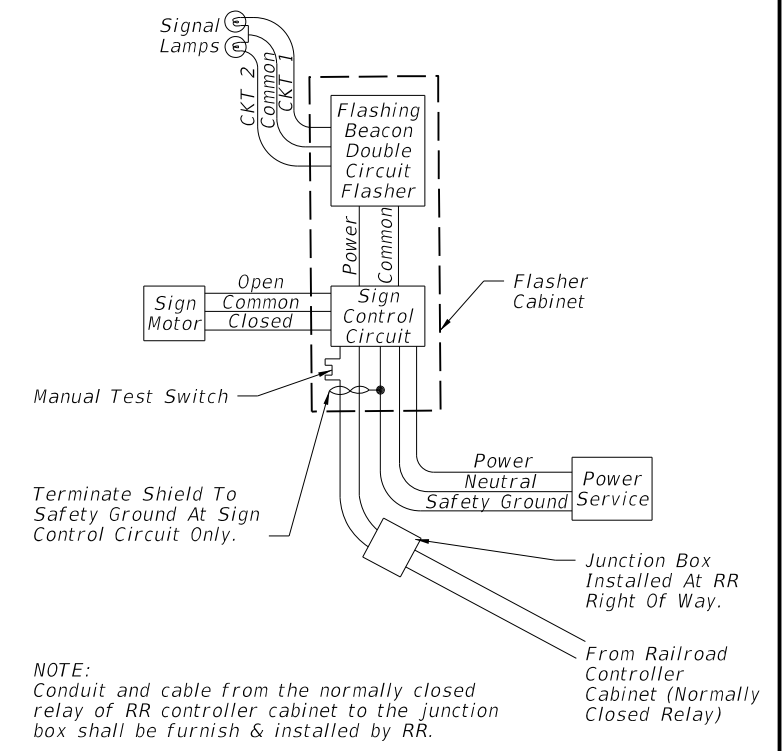 Signal
Lamps
CKT 2
Common
CKT 1
Flashing
Beacon
Double
Circuit
Flasher
Power
Common
Open
Common
Closed
Sign
Motor
Sign
Control
Circuit
Flasher
Cabinet
Manual Test Switch
Power
Neutral
Safety Ground
Power
Service
Terminate Shield To
Safety Ground At Sign
Control Circuit Only.
Junction Box
Installed At RR
Right Of Way.
From Railroad
Controller
Cabinet (Normally
Closed Relay)
NOTE:
Conduit and cable from the normally closed
relay of RR controller cabinet to the junction
box shall be furnish & installed by RR.